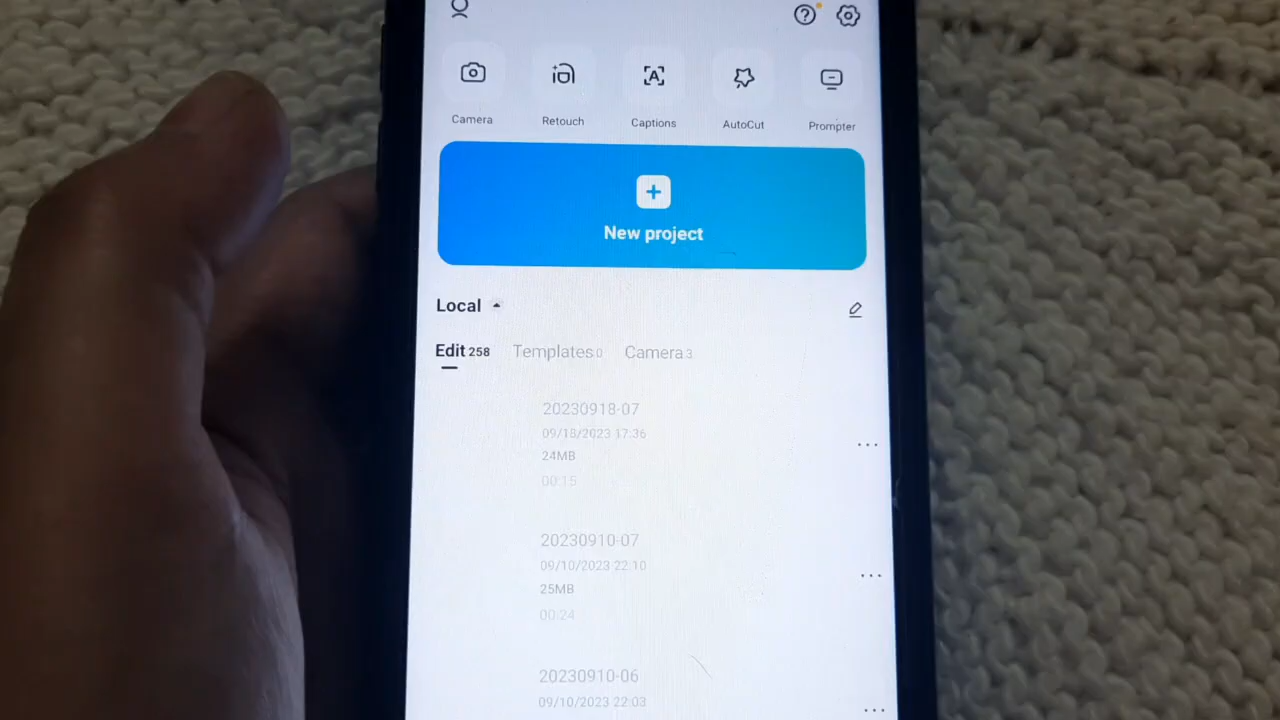 Camera Retouch Captions AutoCut Prompter
New project
Local
Edit 258 Templates 0 Camera 3
20230918-07
09/18/2023 17:36
24MB
00:15
20230910-07
09/10/2023 22:10
25MB
00:24
20230910-06
09/10/2023 22:03